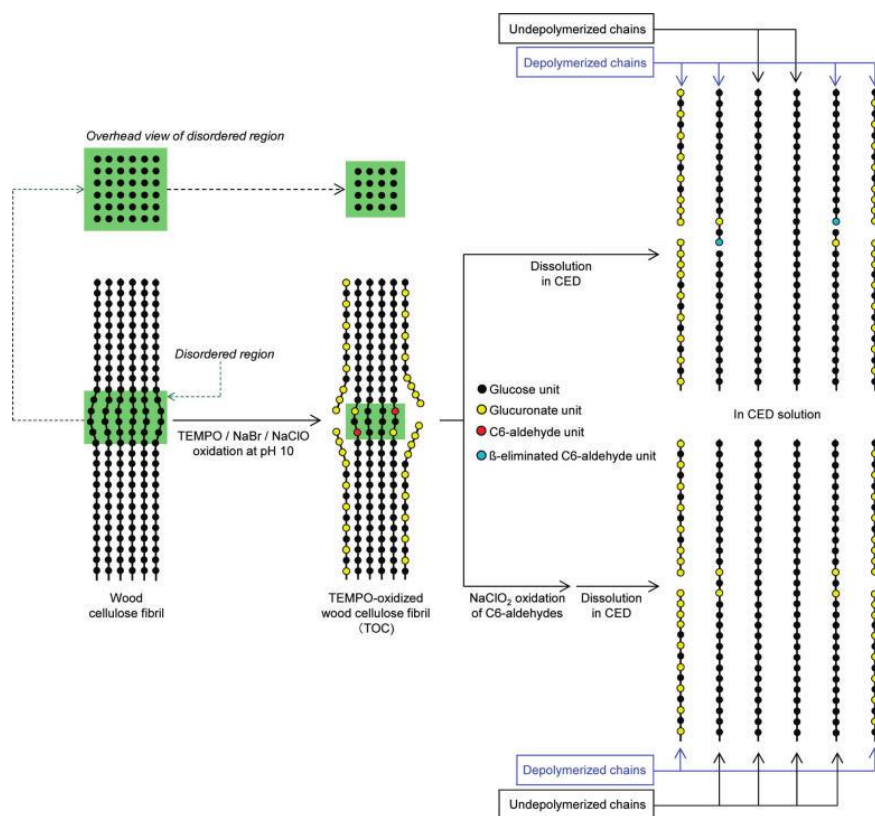 Undepolymerized chains
Depolymerized chains
Overhead view of disordered region
Dissolution
in CED
Disordered region
Glucose unit
Glucuronate unit
C6-aldehyde unit
ß-eliminated C6-aldehyde unit
In CED solution
TEMPO / NaBr / NaClO
oxidation at pH 10
Wood
cellulose fibril
TEMPO-oxidized
wood cellulose fibril
(TOC)
NaClO₂ oxidation
of C6-aldehydes
Dissolution
in CED
Depolymerized chains
Undepolymerized chains